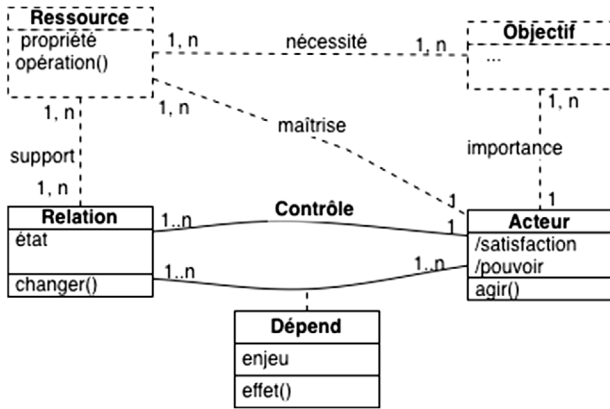 Ressource
propriété
opération()
1, n
nécessité
1, n
Objectif
...
1, n
1, n
1, n
maîtrise
support
importance
1, n
1
1
Relation
état
changer()
1..n
Contrôle
1
Acteur
/satisfaction
/pouvoir
agir()
1..n
1..n
Dépend
enjeu
effet()